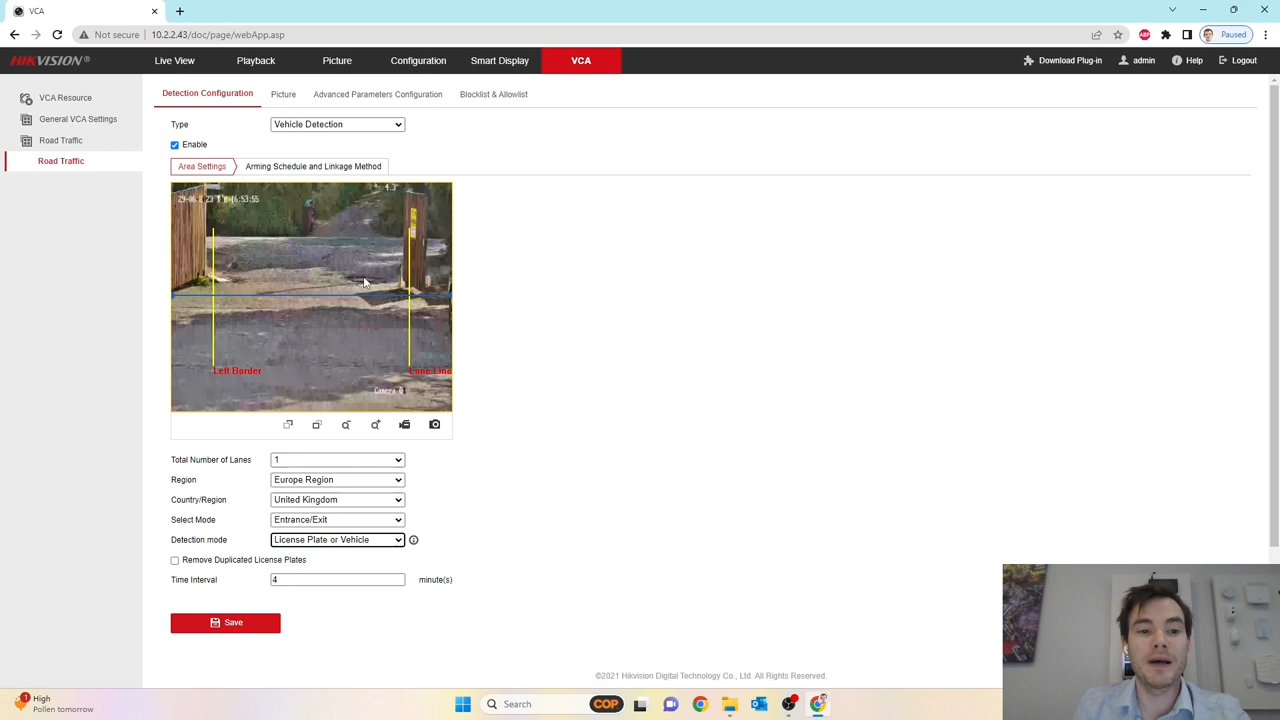 VCA
Not secure 10.2.2.43/doc/page/webApp.asp
ABP
Paused
HIKVISION®
Live View
Playback
Picture
Configuration
Smart Display
VCA
Download Plug-in
admin
Help
Logout
VCA Resource
General VCA Settings
Road Traffic
Road Traffic
Detection Configuration
Picture
Advanced Parameters Configuration
Blocklist & Allowlist
Type
Vehicle Detection
Enable
Area Settings
Arming Schedule and Linkage Method
Left Border
Camera
Total Number of Lanes
1
Region
Europe Region
Country/Region
United Kingdom
Select Mode
Entrance/Exit
Detection mode
License Plate or Vehicle
Remove Duplicated License Plates
Time Interval
4
minute(s)
Save
©2021 Hikvision Digital Technology Co., Ltd. All Rights Reserved.
1
High
Pollen tomorrow
Search
COP